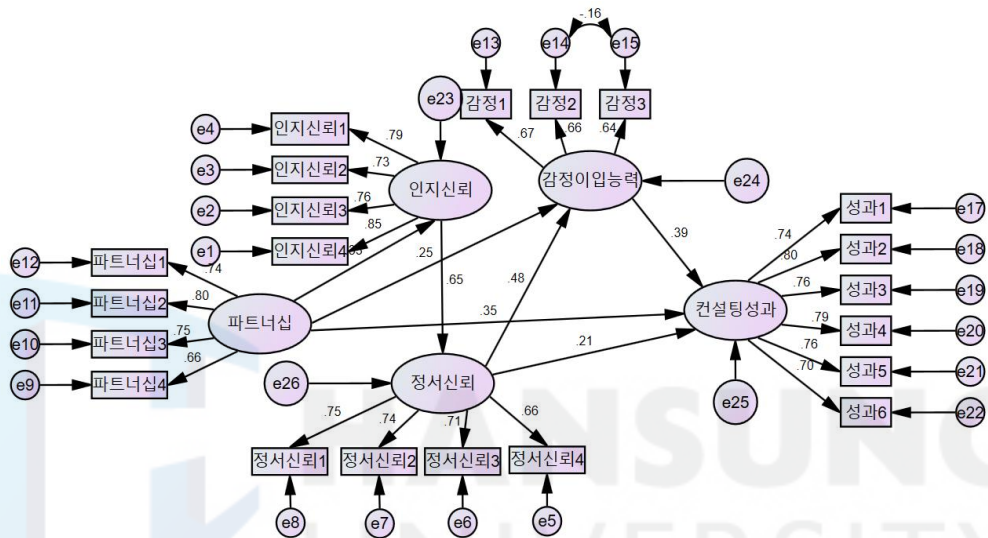 -.16
e13
e14
e15
e23
감정1
감정2
감정3
e4
인지신뢰1
.79
.67
.66
.64
e3
인지신뢰2
.73
인지신뢰
감정이입능력
e24
e2
인지신뢰3
.76
성과1
e17
e1
인지신뢰4
.85
.39
.74
성과2
e18
e12
파트너십1
.74
.25
.80
e11
파트너십2
.80
.65
.48
.76
성과3
e19
파트너십
.35
컨설팅성과
e10
파트너십3
.75
.79
성과4
e20
e9
파트너십4
.66
.21
.76
성과5
e21
e26
정서신뢰
.70
e25
성과6
e22
.75
.74
.71
.66
정서신뢰1
정서신뢰2
정서신뢰3
정서신뢰4
e8
e7
e6
e5
HANSUNG
UNIVERSITY